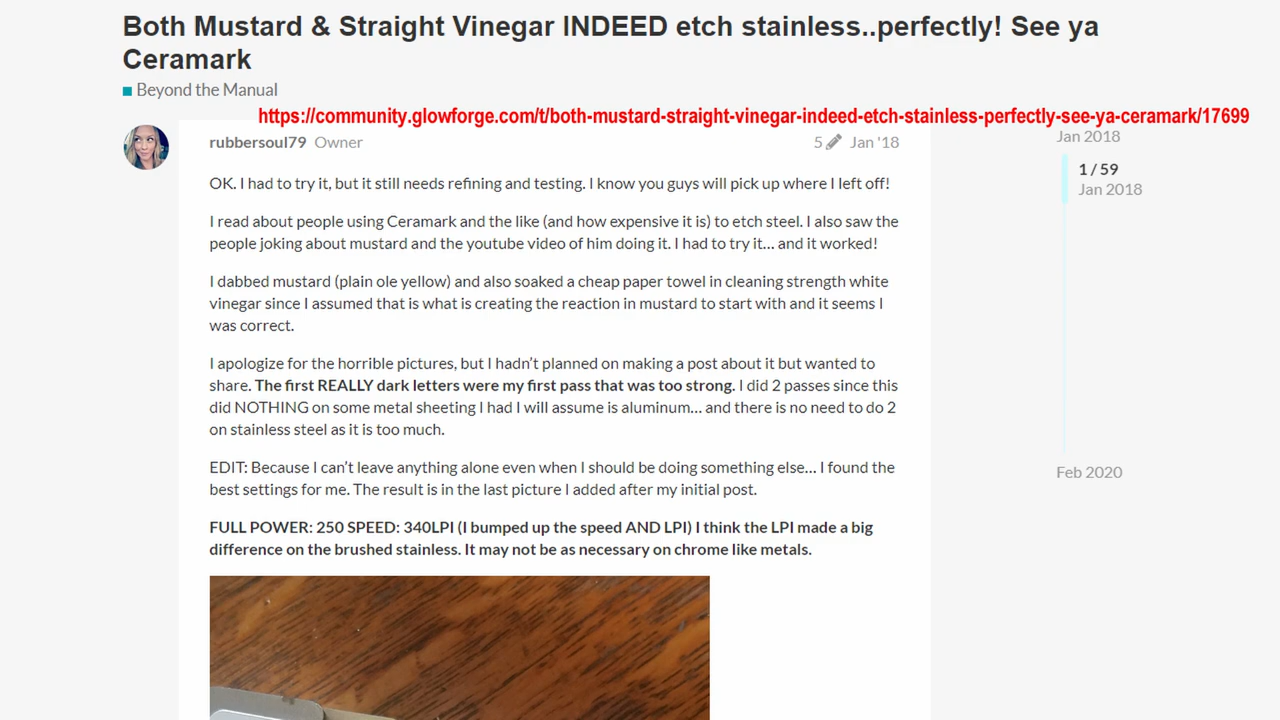 Both Mustard & Straight Vinegar INDEED etch stainless..perfectly! See ya
Ceramark
Beyond the Manual
https://community.glowforge.com/t/both-mustard-straight-vinegar-indeed-etch-stainless-perfectly-see-ya-ceramark/17699
rubbersoul79 Owner
5 Jan '18
Jan 2018
1 / 59
Jan 2018
OK. I had to try it, but it still needs refining and testing. I know you guys will pick up where I left off!
I read about people using Ceramark and the like (and how expensive it is) to etch steel. I also saw the
people joking about mustard and the youtube video of him doing it. I had to try it… and it worked!
I dabbed mustard (plain ole yellow) and also soaked a cheap paper towel in cleaning strength white
vinegar since I assumed that is what is creating the reaction in mustard to start with and it seems I
was correct.
I apologize for the horrible pictures, but I hadn't planned on making a post about it but wanted to
share. The first REALLY dark letters were my first pass that was too strong. I did 2 passes since this
did NOTHING on some metal sheeting I had I will assume is aluminum… and there is no need to do 2
on stainless steel as it is too much.
EDIT: Because I can't leave anything alone even when I should be doing something else… I found the
best settings for me. The result is in the last picture I added after my initial post.
Feb 2020
FULL POWER: 250 SPEED: 340LPI (I bumped up the speed AND LPI) I think the LPI made a big
difference on the brushed stainless. It may not be as necessary on chrome like metals.